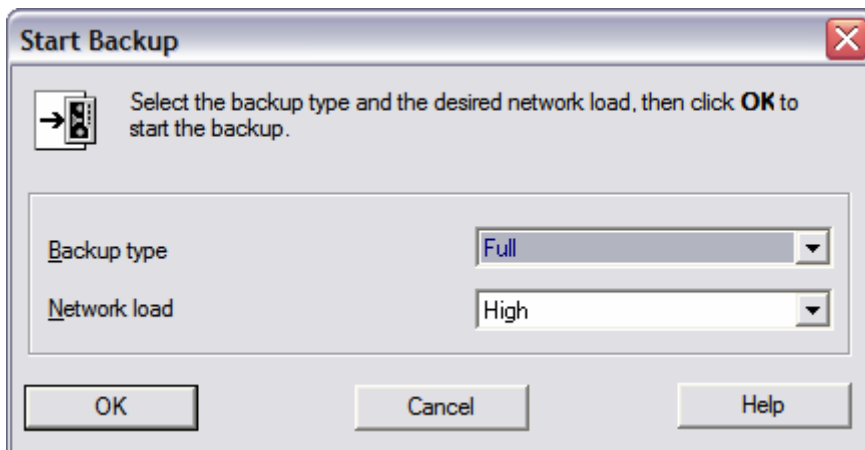 Start Backup
Select the backup type and the desired network load, then click OK to
start the backup.
Backup type
Full
Network load
High
OK
Cancel
Help